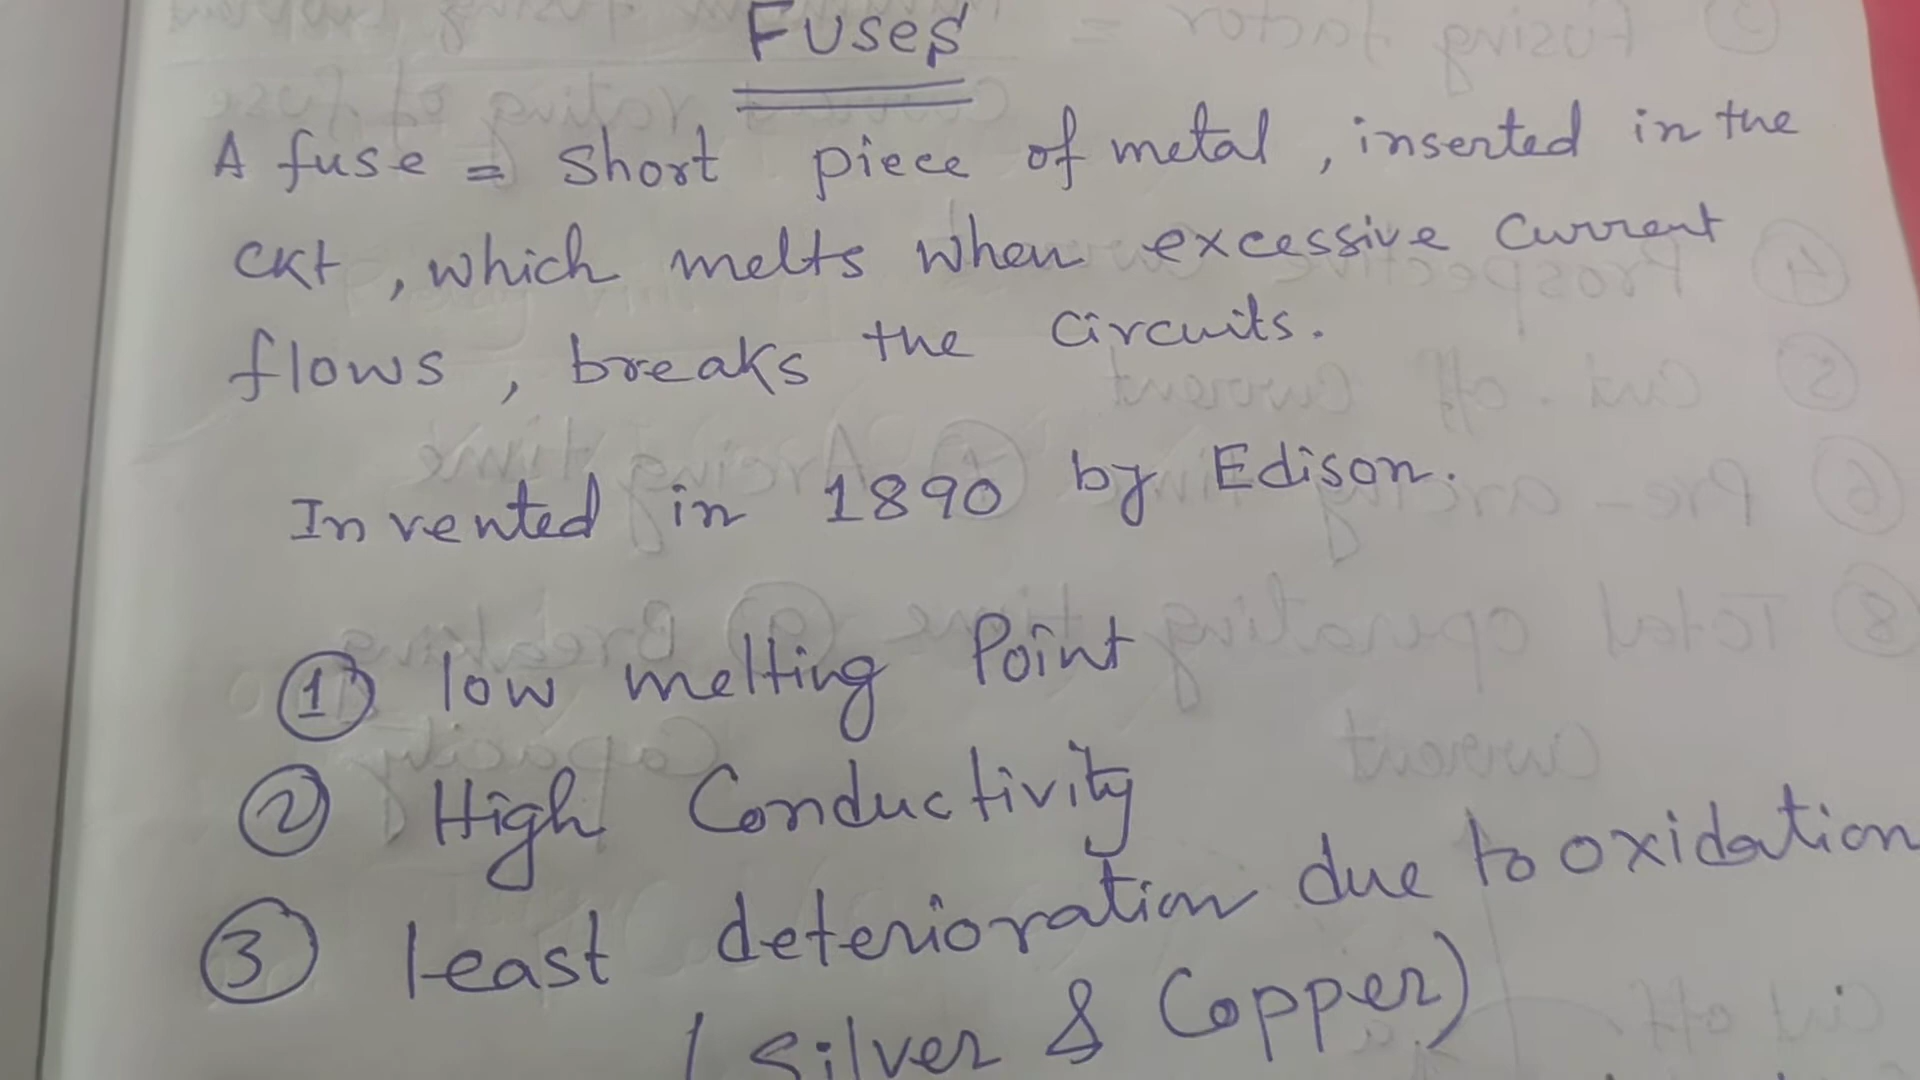 Fuses
A fuse = Short piece of metal, inserted in the
ckt, which melts when excessive current
flows, breaks the circuits.
Invented in 1890 by Edison.
① low melting Point
② High Conductivity
③ least deterioration due to oxidation
(Silver & Copper)